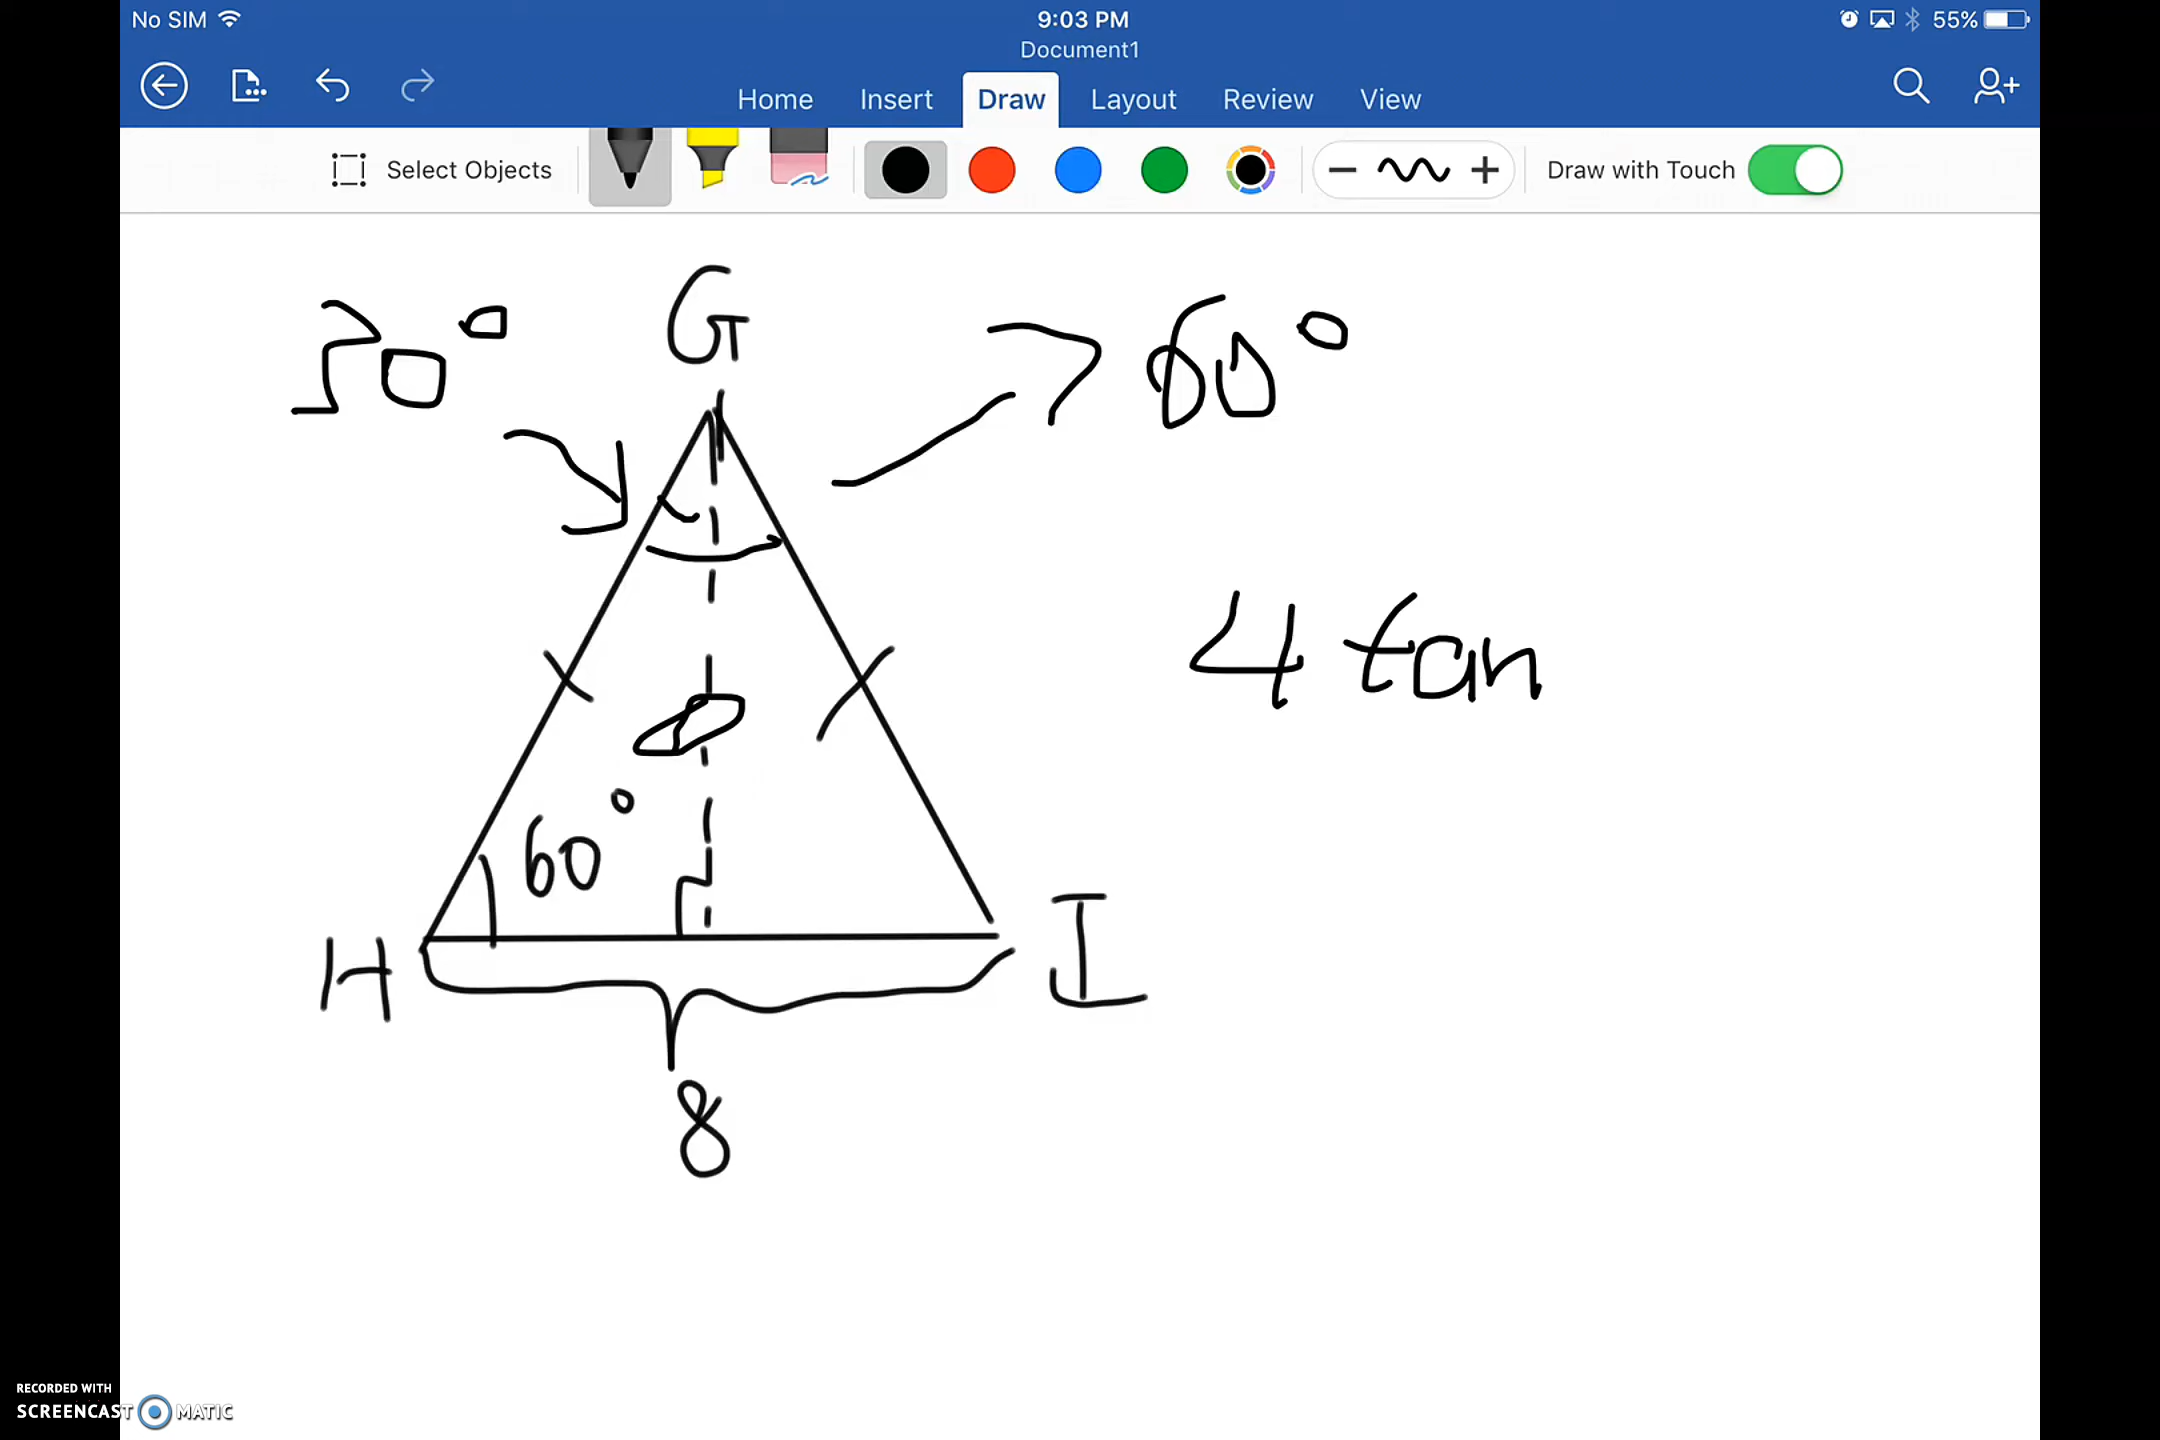 No SIM
9:03 PM
55%
Document1
Home Insert Draw Layout Review View
Select Objects
Draw with Touch
30°
G
60°
4 tan
60°
H
I
8
RECORDED WITH
SCREENCAST MATIC